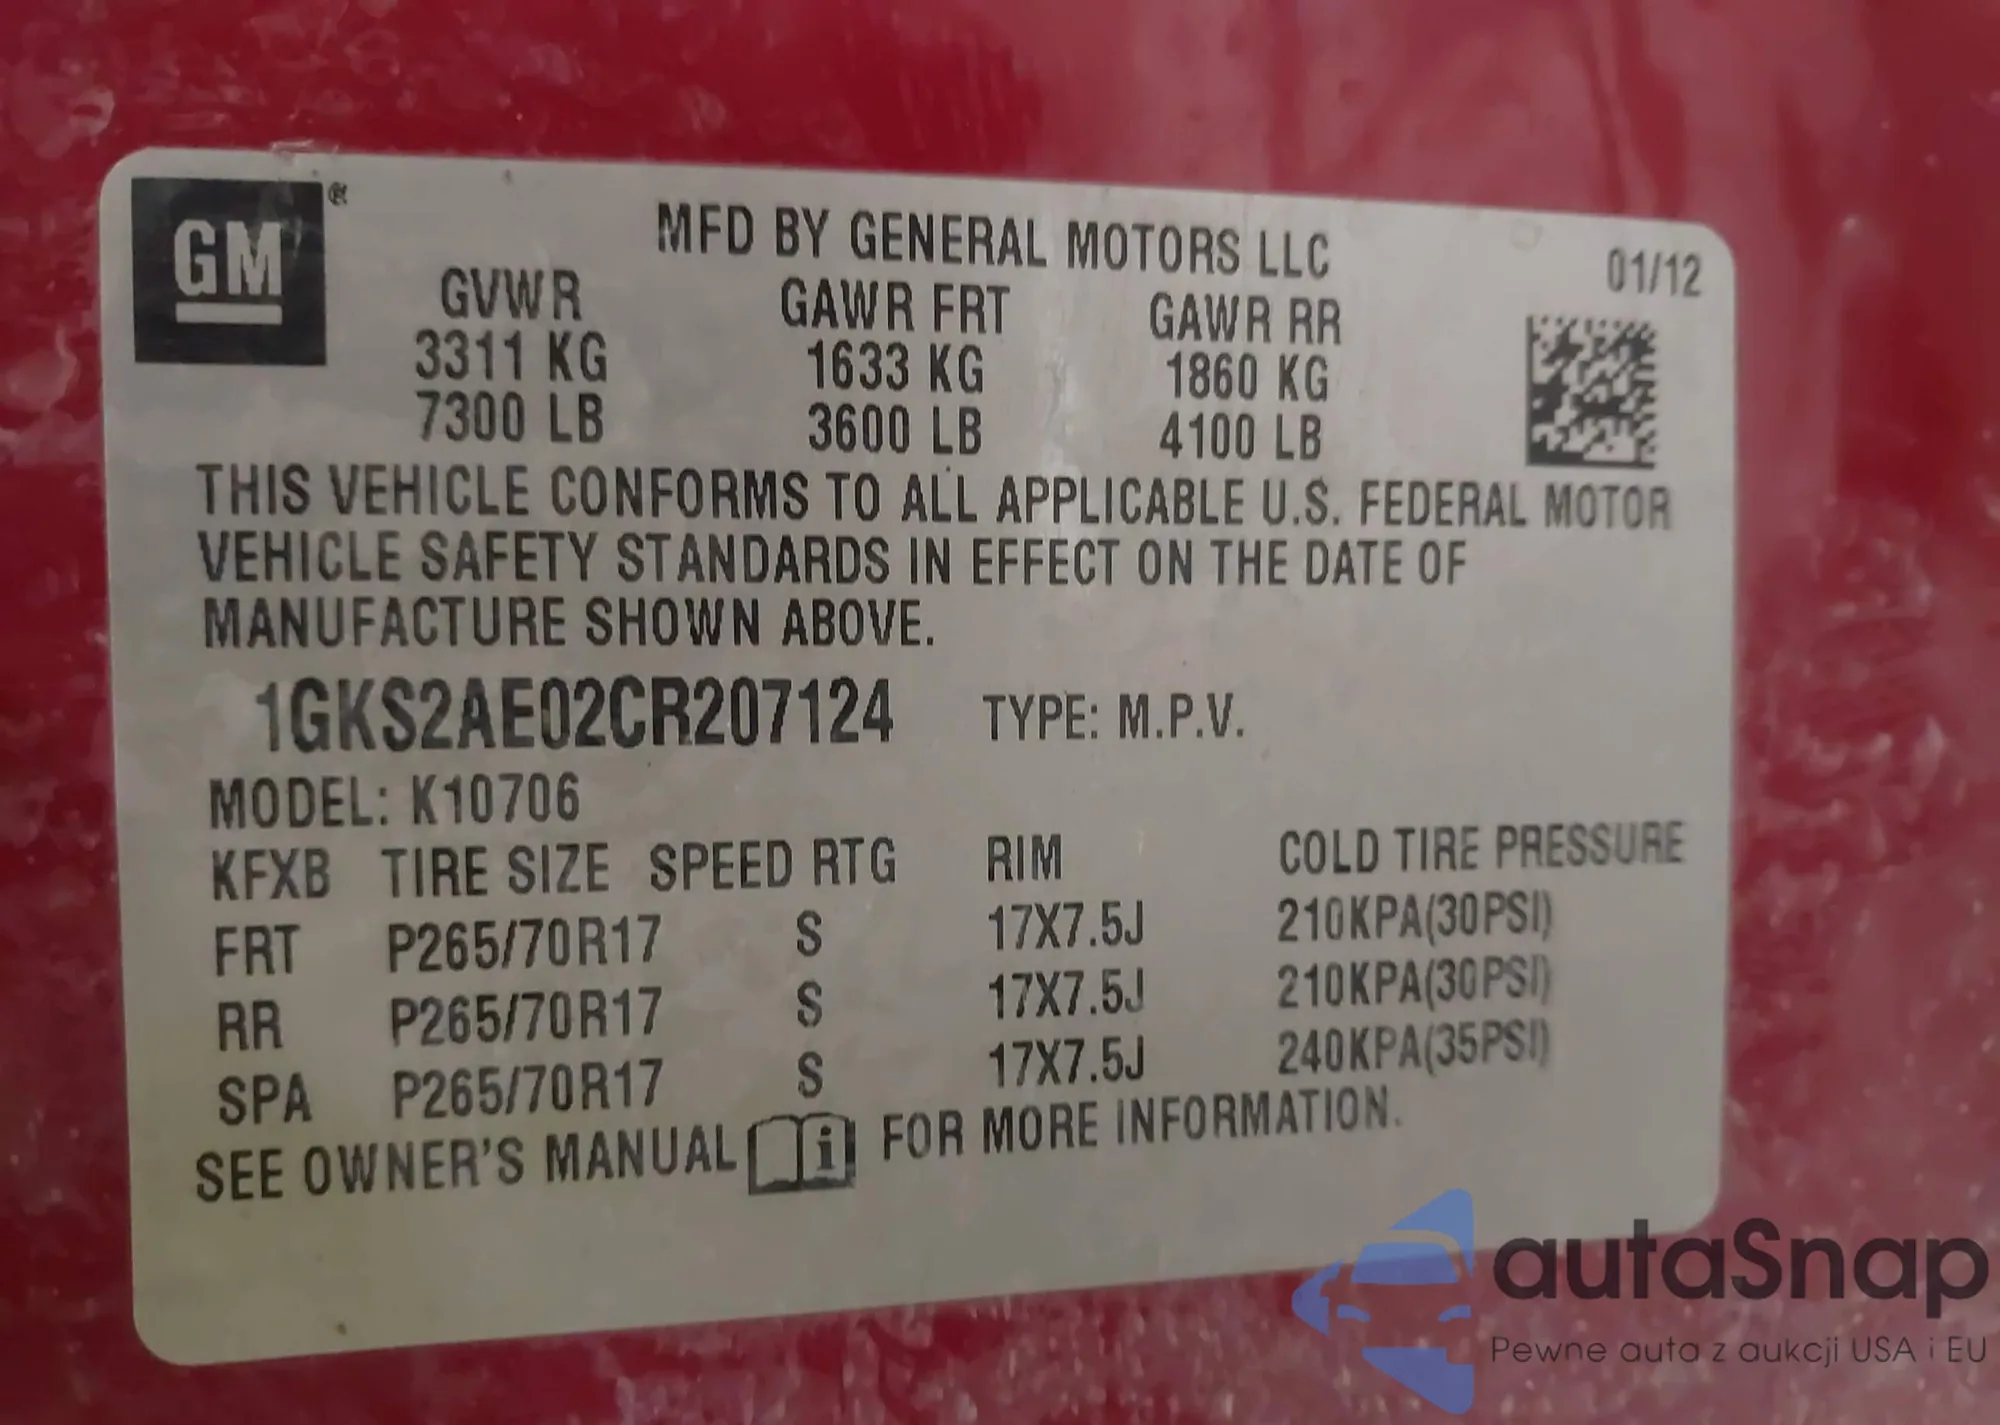 GM®
MFD BY GENERAL MOTORS LLC
01/12
GVWR GAWR FRT GAWR RR
3311 KG 1633 KG 1860 KG
7300 LB 3600 LB 4100 LB
THIS VEHICLE CONFORMS TO ALL APPLICABLE U.S. FEDERAL MOTOR
VEHICLE SAFETY STANDARDS IN EFFECT ON THE DATE OF
MANUFACTURE SHOWN ABOVE.
1GKS2AE02CR207124 TYPE: M.P.V.
MODEL: K10706
KFXB TIRE SIZE SPEED RTG RIM COLD TIRE PRESSURE
FRT P265/70R17 S 17X7.5J 210KPA(30PSI)
RR P265/70R17 S 17X7.5J 210KPA(30PSI)
SPA P265/70R17 S 17X7.5J 240KPA(35PSI)
SEE OWNER'S MANUAL i FOR MORE INFORMATION.
autaSnap
Pewne auta z aukcji USA i EU